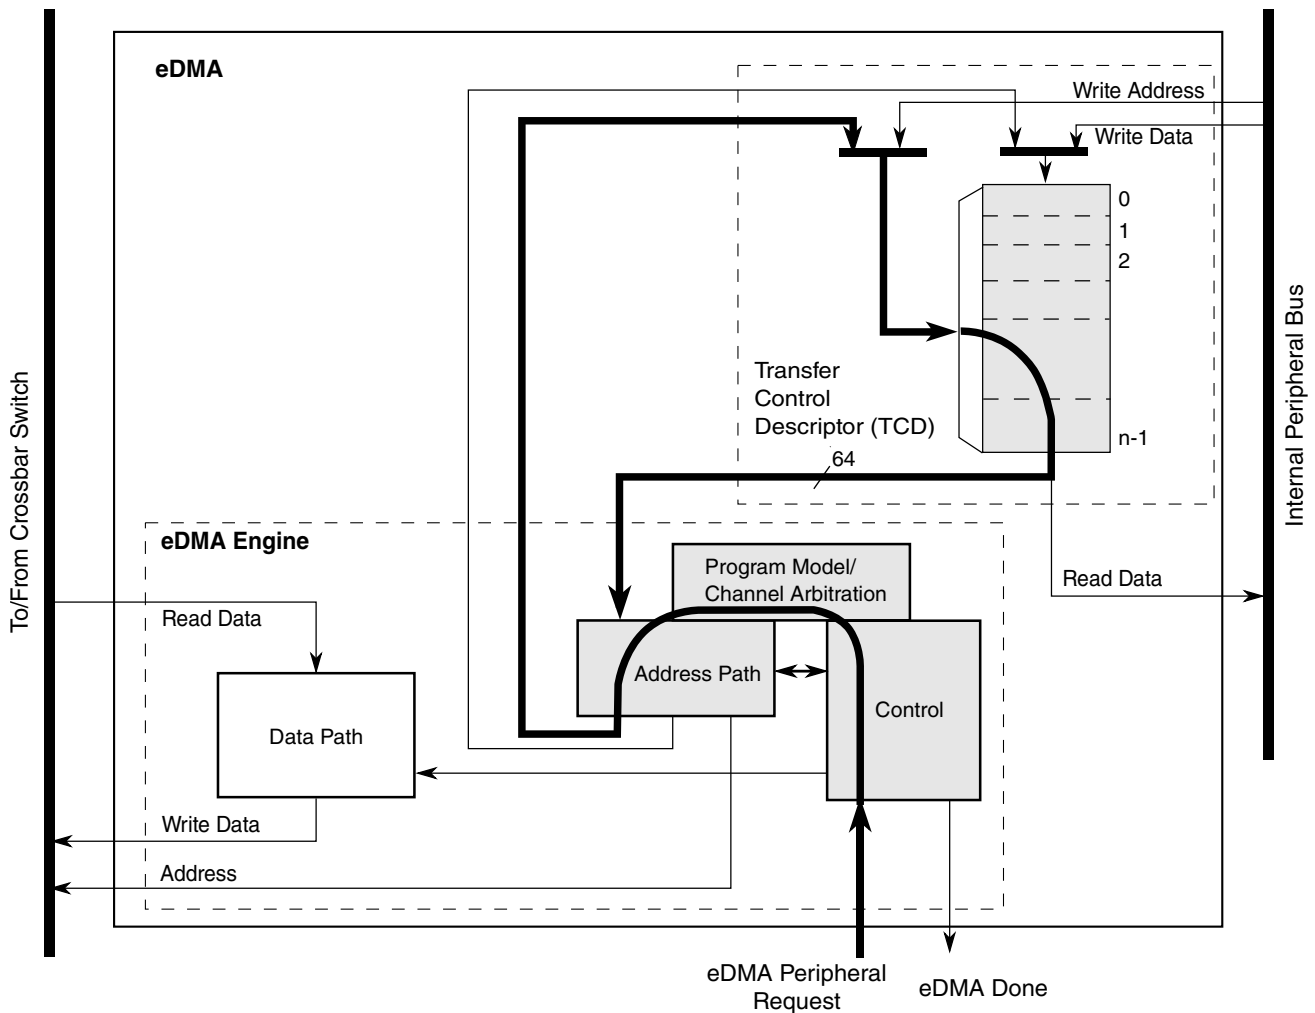 eDMA
Write Address
Write Data
0
1
2
n-1
Transfer
Control
Descriptor (TCD)
64
To/From Crossbar Switch
Internal Peripheral Bus
eDMA Engine
Program Model/
Channel Arbitration
Read Data
Read Data
Address Path
Control
Data Path
Write Data
Address
eDMA Peripheral
Request
eDMA Done